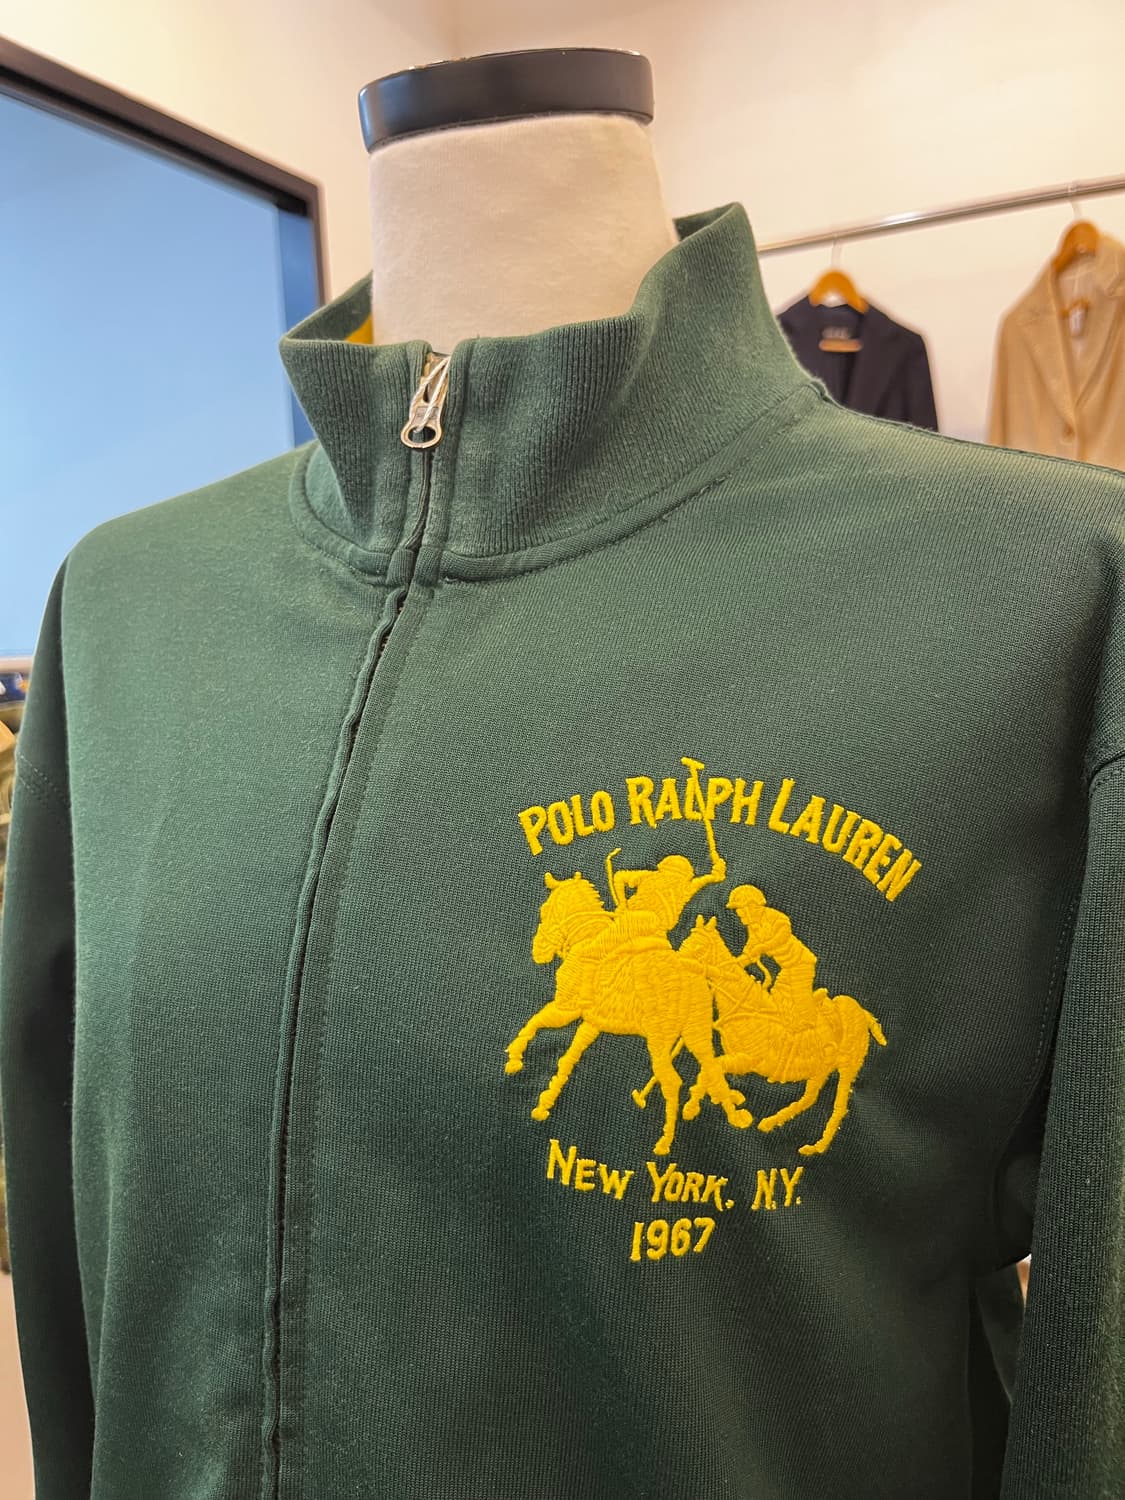 POLO RALPH LAUREN
NEW YORK, N.Y.
1967